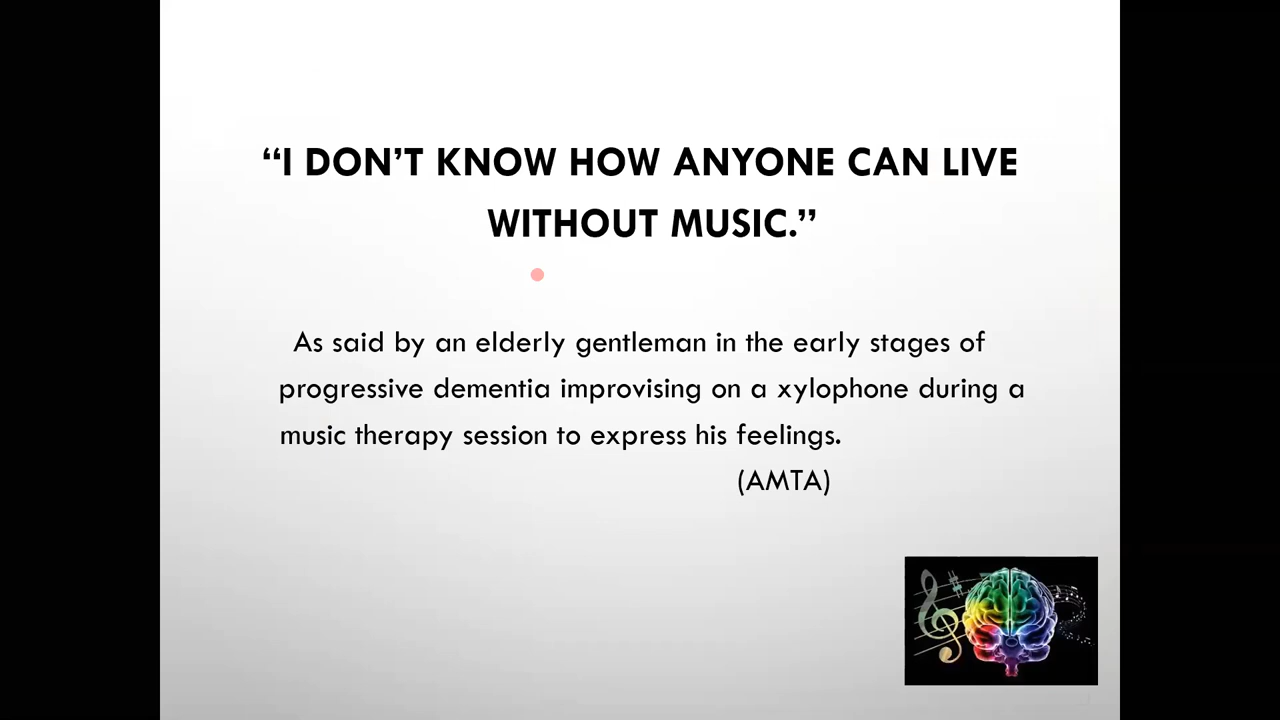 “I DON’T KNOW HOW ANYONE CAN LIVE
WITHOUT MUSIC.”
As said by an elderly gentleman in the early stages of
progressive dementia improvising on a xylophone during a
music therapy session to express his feelings.
(AMTA)